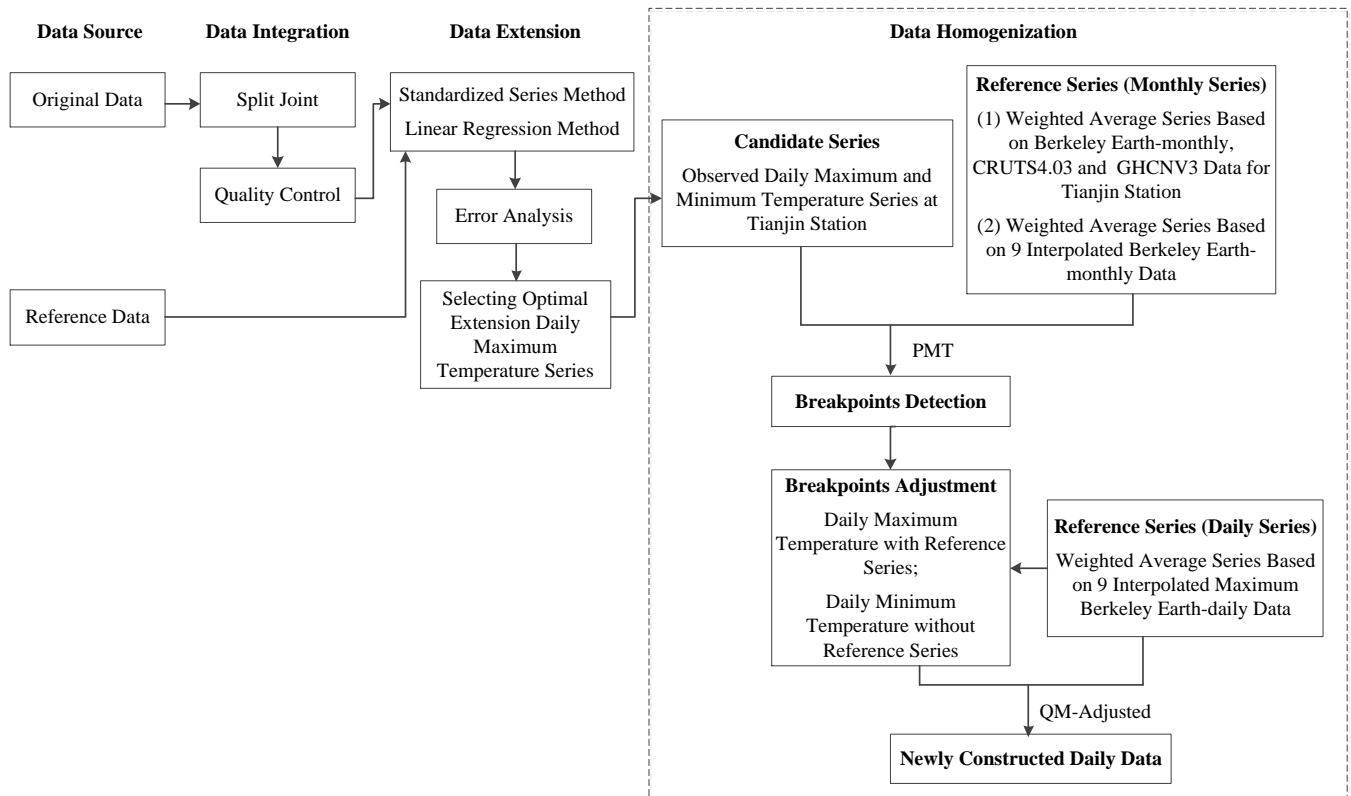 Data Source
Data Integration
Data Extension
Data Homogenization
Original Data
Split Joint
Quality Control
Reference Data
Standardized Series Method
Linear Regression Method
Error Analysis
Selecting Optimal
Extension Daily
Maximum
Temperature Series
Candidate Series
Observed Daily Maximum and
Minimum Temperature Series at
Tianjin Station
Reference Series (Monthly Series)
(1) Weighted Average Series Based
on Berkeley Earth-monthly,
CRUTS4.03 and GHCNV3 Data for
Tianjin Station
(2) Weighted Average Series Based
on 9 Interpolated Berkeley Earth-
monthly Data
PMT
Breakpoints Detection
Breakpoints Adjustment
Daily Maximum
Temperature with Reference
Series;
Daily Minimum
Temperature without
Reference Series
Reference Series (Daily Series)
Weighted Average Series Based
on 9 Interpolated Maximum
Berkeley Earth-daily Data
QM-Adjusted
Newly Constructed Daily Data